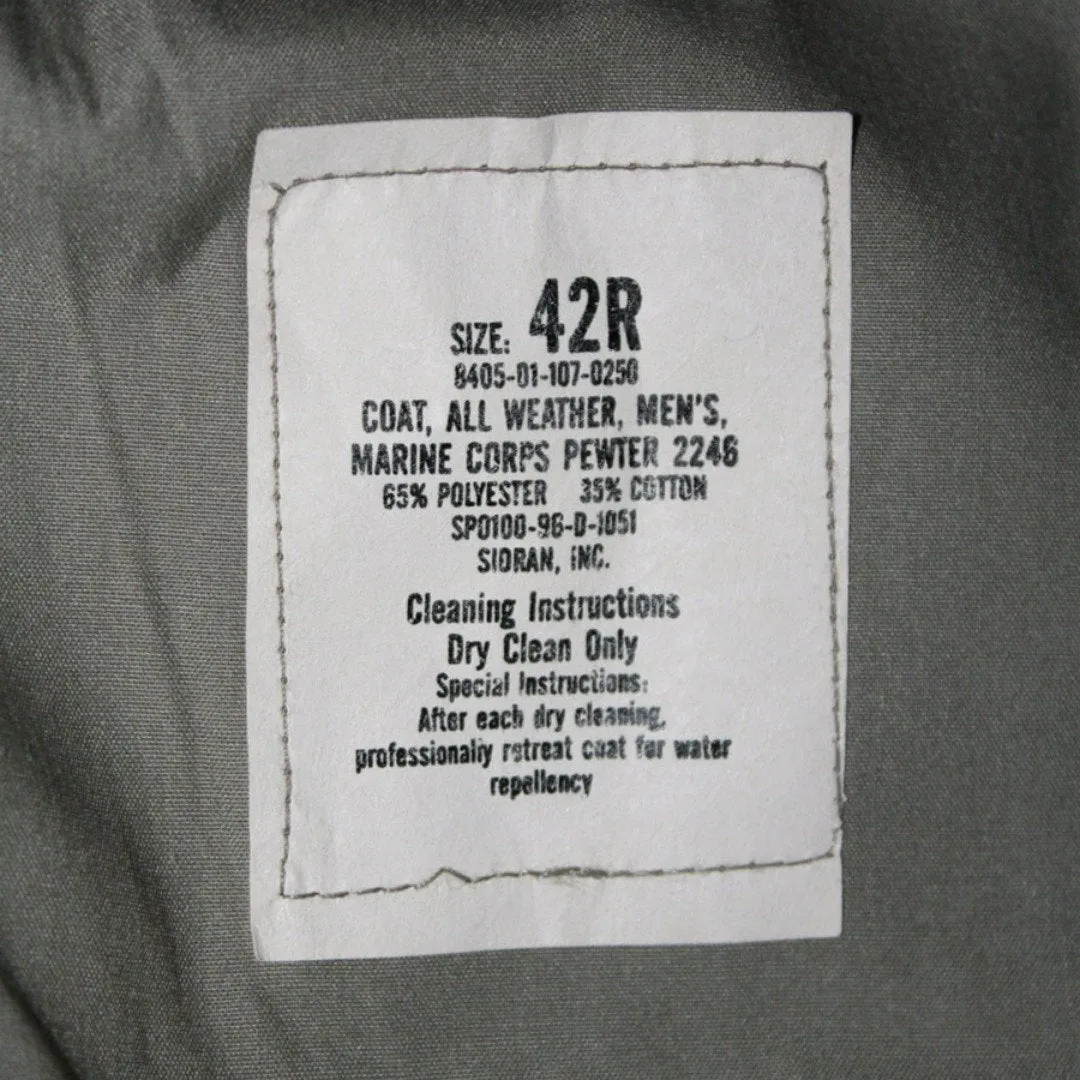 SIZE: 42R
8405-01-107-0250
COAT, ALL WEATHER, MEN'S,
MARINE CORPS PEWTER 2246
65% POLYESTER 35% COTTON
SP0100-96-D-1051
SIDRAN, INC.
Cleaning Instructions
Dry Clean Only
Special Instructions:
After each dry cleaning,
professionally retreat coat for water
repellency